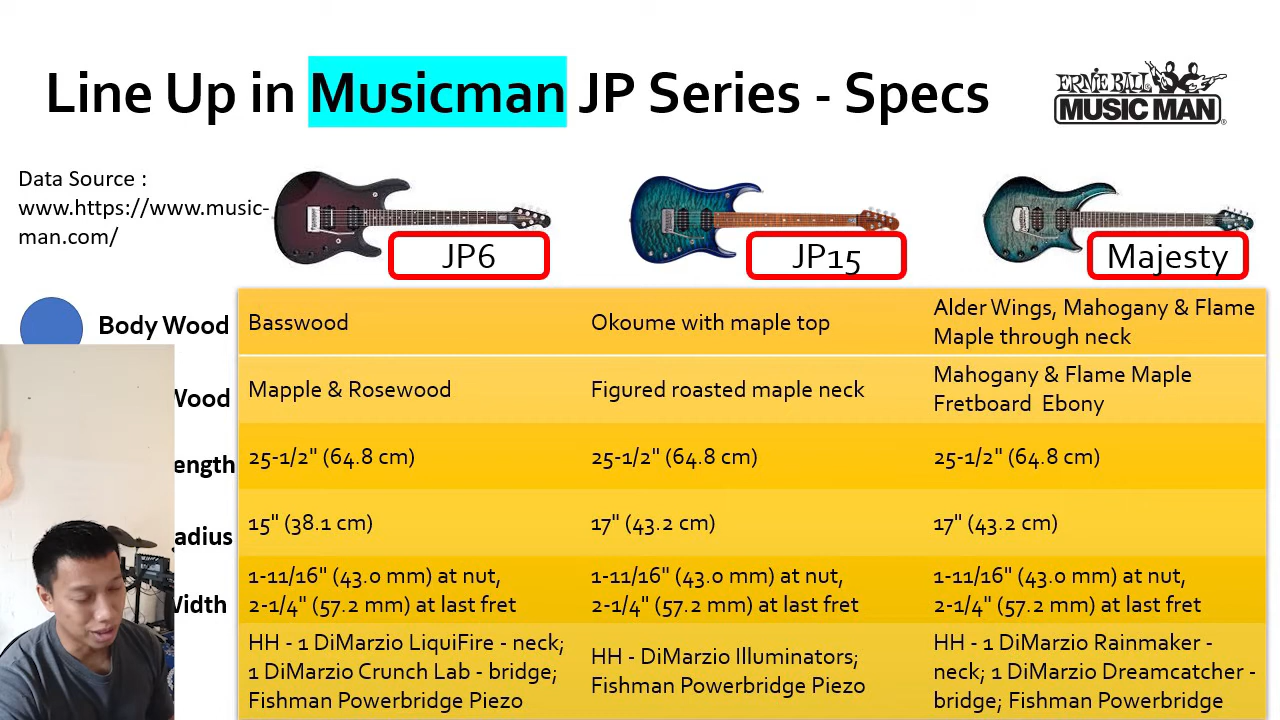 Line Up in Musicman JP Series - Specs
ERNIE BALL
MUSIC MAN
Data Source :
www.https://www.music-
man.com/
JP6
JP15
Majesty
Body Wood
Basswood
Okoume with maple top
Alder Wings, Mahogany & Flame
Maple through neck
Wood
Mapple & Rosewood
Figured roasted maple neck
Mahogany & Flame Maple
Fretboard Ebony
ength
25-1/2" (64.8 cm)
25-1/2" (64.8 cm)
25-1/2" (64.8 cm)
adius
15" (38.1 cm)
17" (43.2 cm)
17" (43.2 cm)
Width
1-11/16" (43.0 mm) at nut,
2-1/4" (57.2 mm) at last fret
1-11/16" (43.0 mm) at nut,
2-1/4" (57.2 mm) at last fret
1-11/16" (43.0 mm) at nut,
2-1/4" (57.2 mm) at last fret
HH - 1 DiMarzio LiquiFire - neck;
1 DiMarzio Crunch Lab - bridge;
Fishman Powerbridge Piezo
HH - DiMarzio Illuminators;
Fishman Powerbridge Piezo
HH - 1 DiMarzio Rainmaker -
neck; 1 DiMarzio Dreamcatcher -
bridge; Fishman Powerbridge